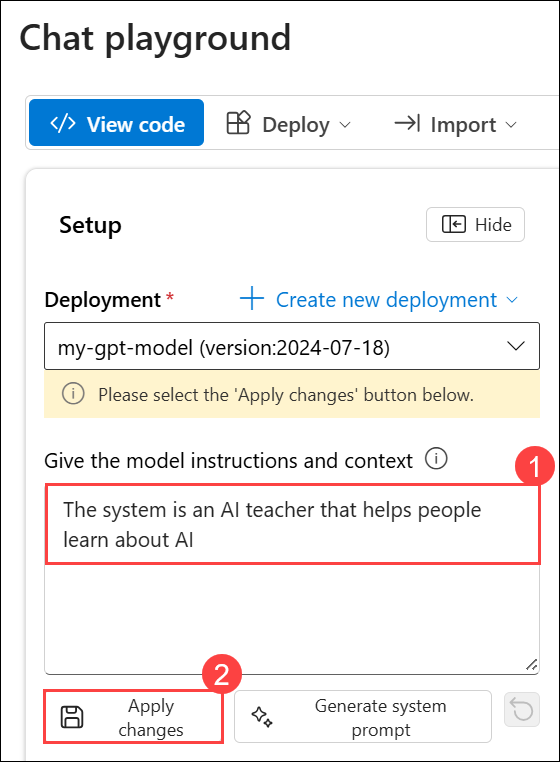 Chat playground
</> View code Deploy Import
Setup Hide
Deployment * + Create new deployment
my-gpt-model (version:2024-07-18)
Please select the 'Apply changes' button below.
Give the model instructions and context
1
The system is an AI teacher that helps people
learn about AI
2
Apply
changes
Generate system
prompt